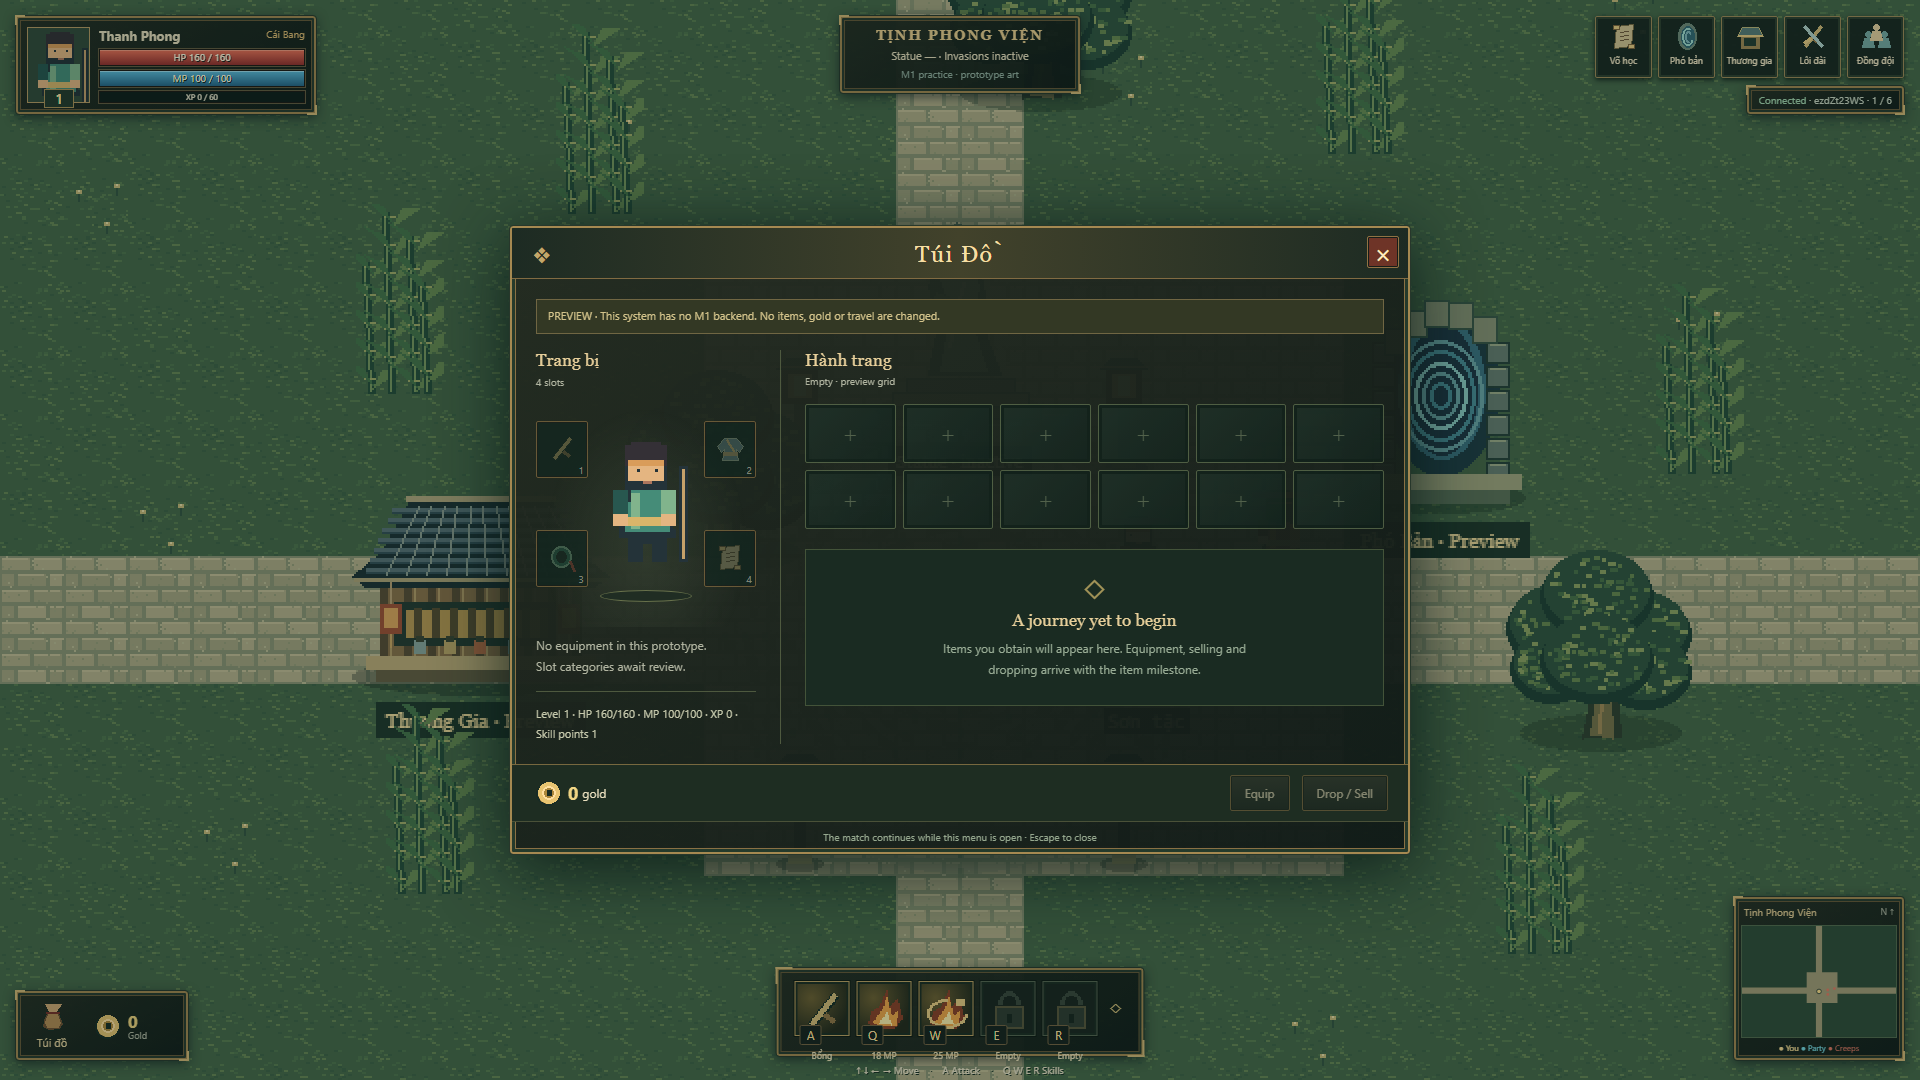 Thanh Phong
Cái Bang
HP 160 / 160
MP 100 / 100
XP 0 / 60
1
TỊNH PHONG VIỆN
Statue — · Invasions inactive
M1 practice · prototype art
Võ học
Phó bản
Thương gia
Lôi đài
Đồng đội
Connected · ezdZt23WS · 1 / 6
Túi Đồ
PREVIEW · This system has no M1 backend. No items, gold or travel are changed.
Trang bị
4 slots
1
2
3
4
No equipment in this prototype.
Slot categories await review.
Level 1 · HP 160/160 · MP 100/100 · XP 0 ·
Skill points 1
Hành trang
Empty · preview grid
A journey yet to begin
Items you obtain will appear here. Equipment, selling and
dropping arrive with the item milestone.
0 gold
Equip
Drop / Sell
The match continues while this menu is open · Escape to close
Gia ·
· Preview
Sơn tặc
Túi đồ
0
Gold
A
Q
W
E
R
Bổng
18 MP
25 MP
Empty
Empty
↑ ↓ ← → Move · A Attack · Q W E R Skills
Tịnh Phong Viện
N ↑
● You ● Party ● Creeps